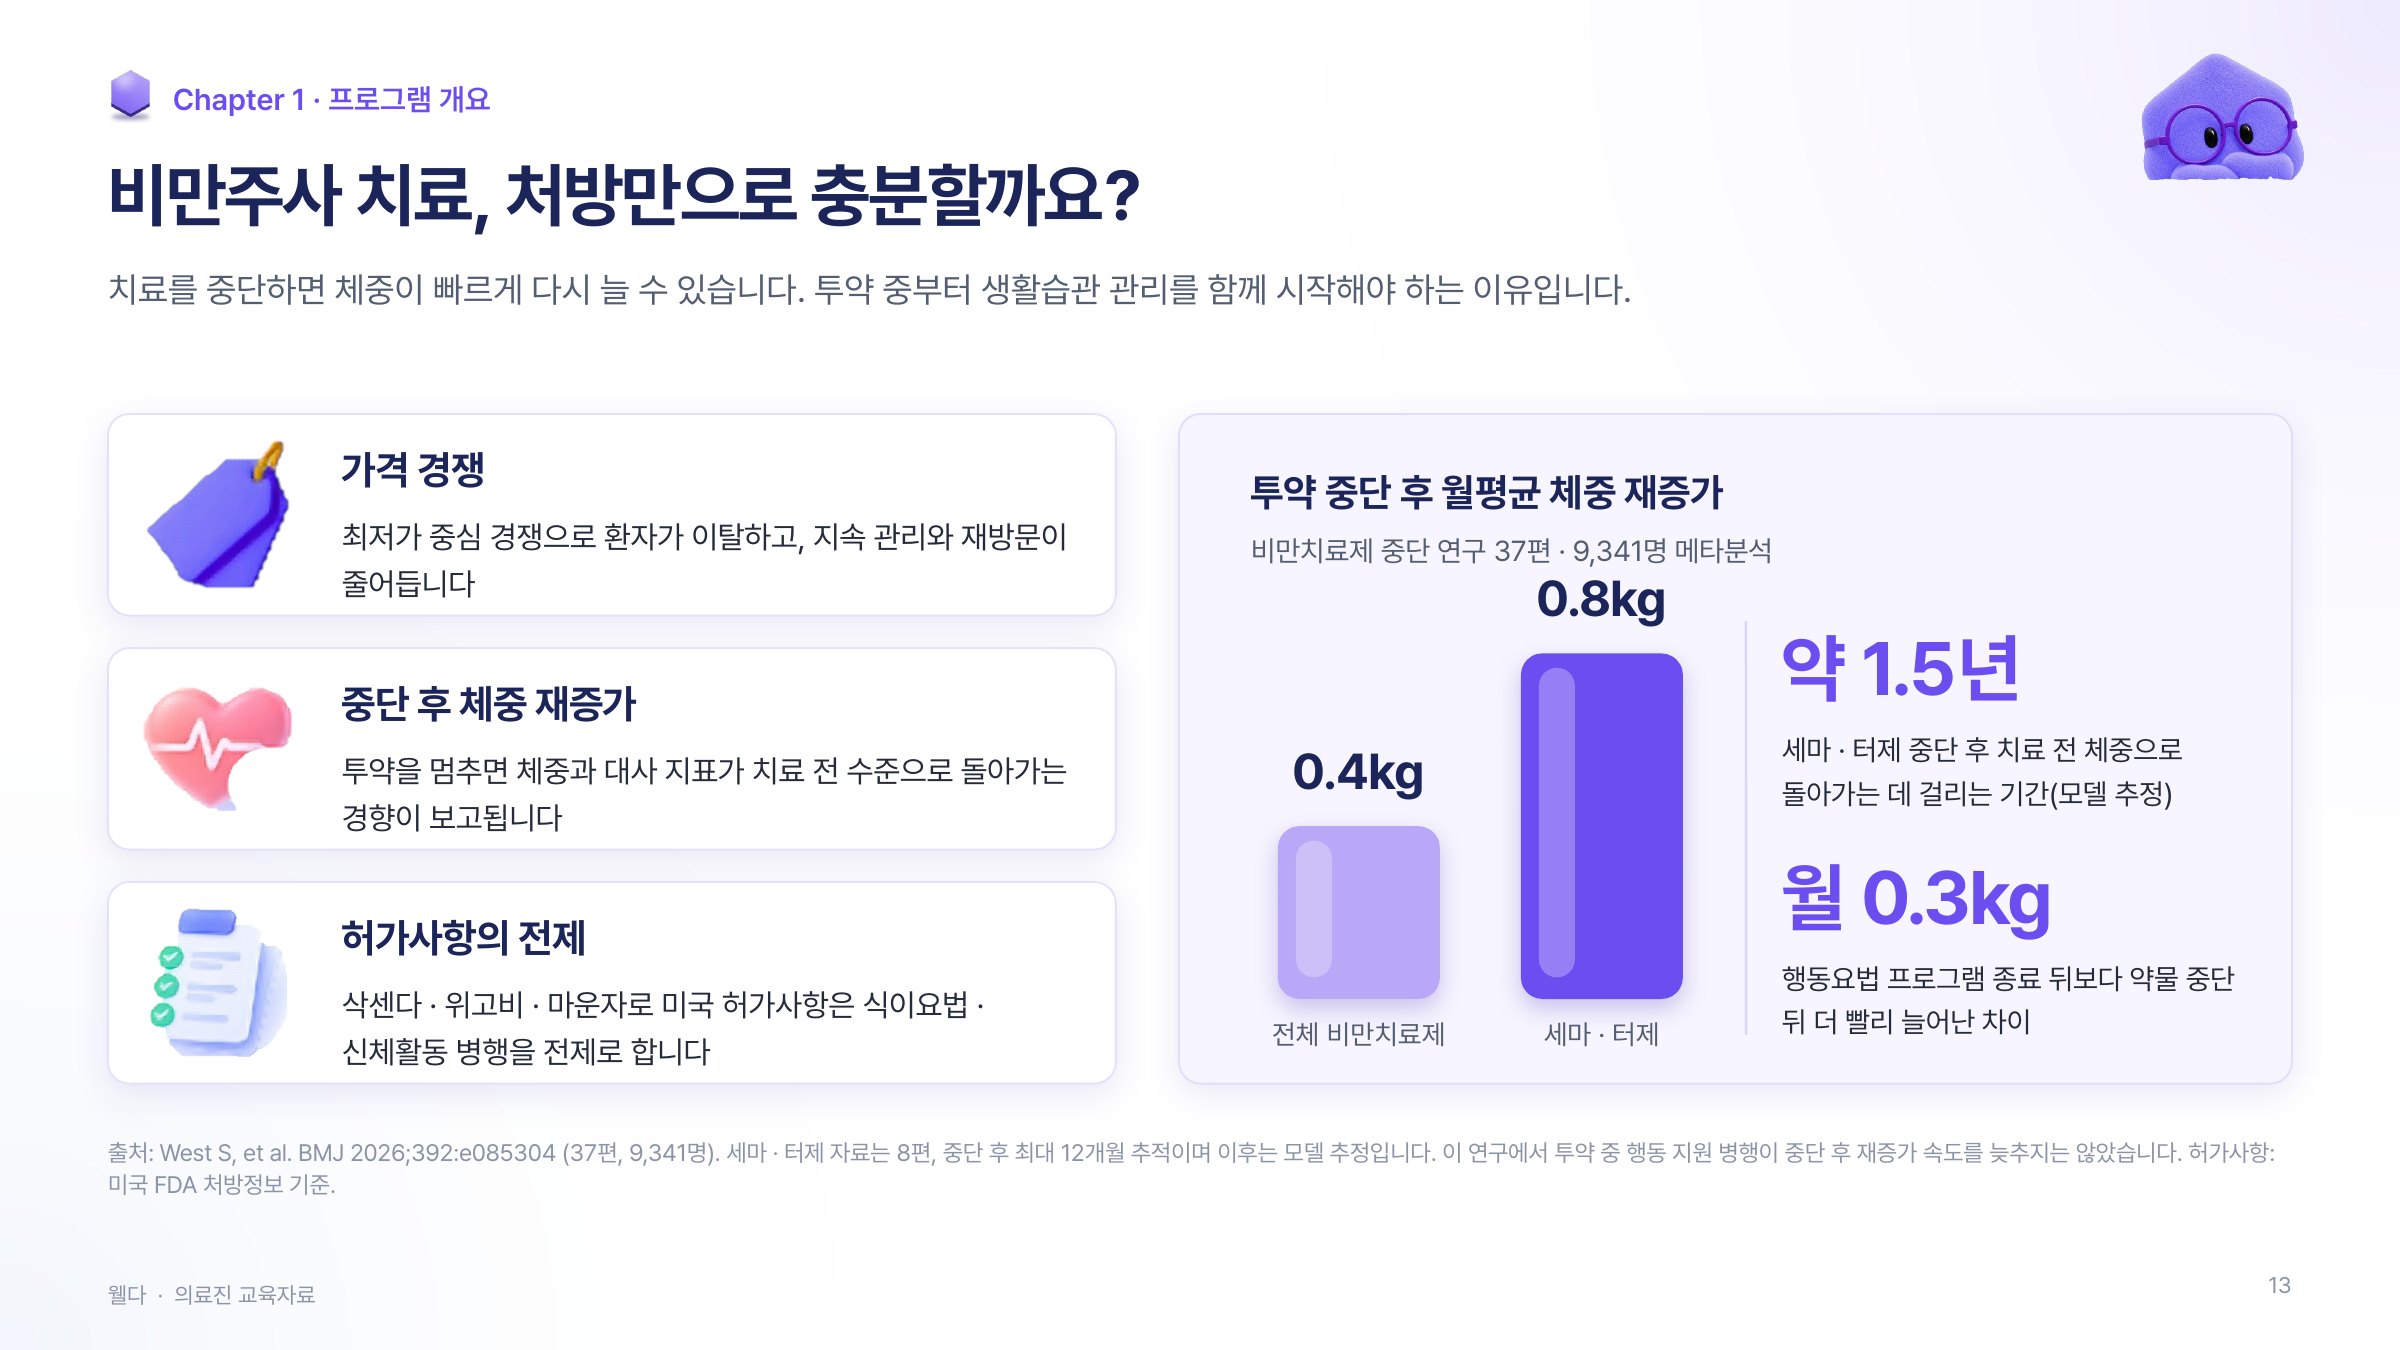 Chapter 1 · 프로그램 개요
비만주사 치료, 처방만으로 충분할까요?
치료를 중단하면 체중이 빠르게 다시 늘 수 있습니다. 투약 중부터 생활습관 관리를 함께 시작해야 하는 이유입니다.
가격 경쟁
최저가 중심 경쟁으로 환자가 이탈하고, 지속 관리와 재방문이
줄어듭니다
중단 후 체중 재증가
투약을 멈추면 체중과 대사 지표가 치료 전 수준으로 돌아가는
경향이 보고됩니다
허가사항의 전제
삭센다 · 위고비 · 마운자로 미국 허가사항은 식이요법 ·
신체활동 병행을 전제로 합니다
투약 중단 후 월평균 체중 재증가
비만치료제 중단 연구 37편 · 9,341명 메타분석
0.4kg
전체 비만치료제
0.8kg
세마 · 터제
약 1.5년
세마 · 터제 중단 후 치료 전 체중으로
돌아가는 데 걸리는 기간(모델 추정)
월 0.3kg
행동요법 프로그램 종료 뒤보다 약물 중단
뒤 더 빨리 늘어난 차이
출처: West S, et al. BMJ 2026;392:e085304 (37편, 9,341명). 세마 · 터제 자료는 8편, 중단 후 최대 12개월 추적이며 이후는 모델 추정입니다. 이 연구에서 투약 중 행동 지원 병행이 중단 후 재증가 속도를 늦추지는 않았습니다. 허가사항:
미국 FDA 처방정보 기준.
웰다 · 의료진 교육자료
13